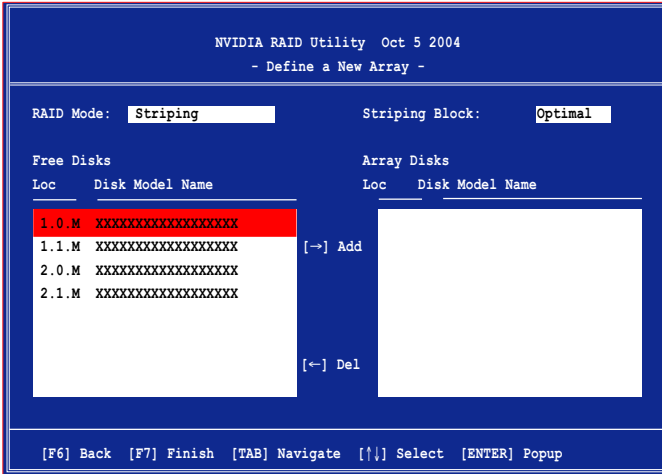 NVIDIA RAID Utility Oct 5 2004
- Define a New Array -
RAID Mode: Striping Striping Block: Optimal
Free Disks Array Disks
Loc Disk Model Name Loc Disk Model Name
1.0.M XXXXXXXXXXXXXXXXXX
1.1.M XXXXXXXXXXXXXXXXXX [→] Add
2.0.M XXXXXXXXXXXXXXXXXX
2.1.M XXXXXXXXXXXXXXXXXX
[←] Del
[F6] Back [F7] Finish [TAB] Navigate [↑↓] Select [ENTER] Popup